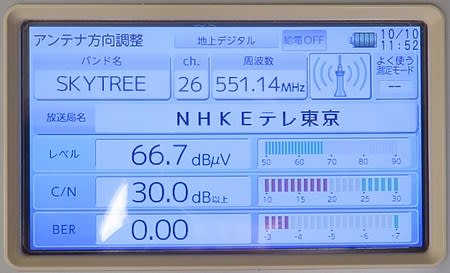 アンテナ方向調整 地上デジタル 給電OFF 10/10
11:52
バンド名 ch. 周波数 よく使う
測定モード
SKYTREE 26 551.14MHz --
放送局名 NHKEテレ東京
レベル 66.7 dBμV 50 60 70 80 90
C/N 30.0 dB以上 10 15 20 25 30
BER 0.00 -3 -4 -5 -6 -7